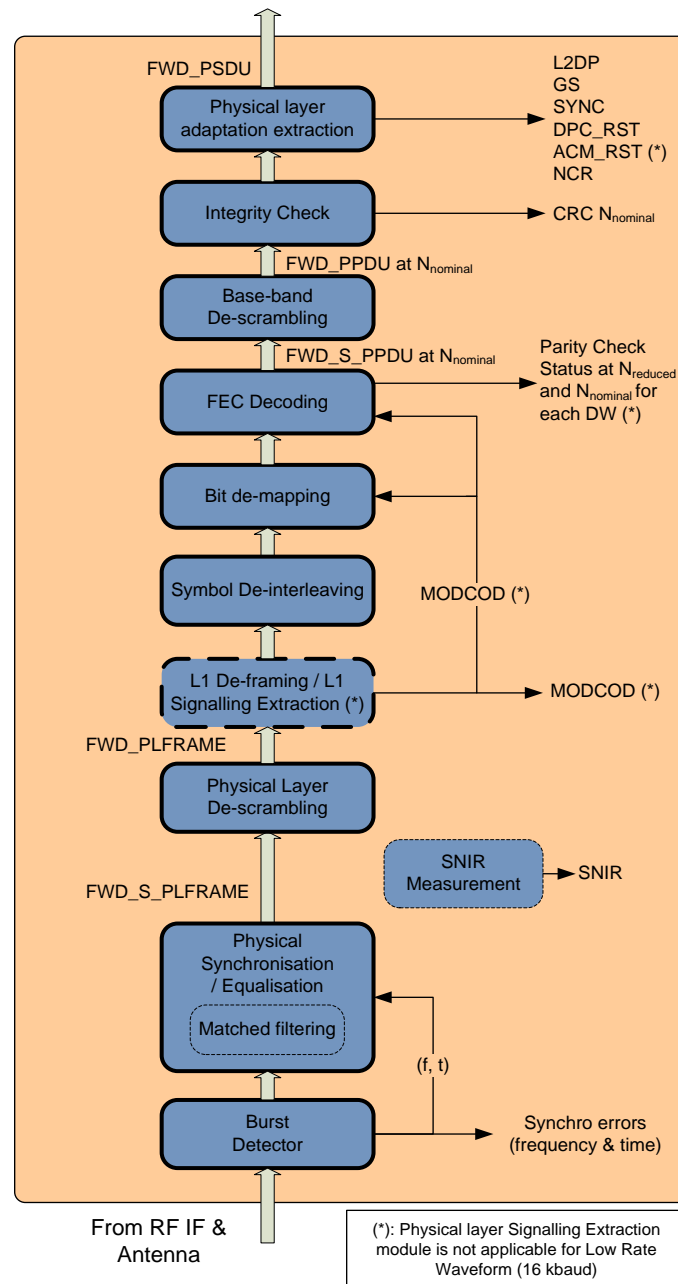 FWD_PSDU
Physical layer
adaptation extraction
L2DP
GS
SYNC
DPC_RST
ACM_RST (*)
NCR
Integrity Check
CRC Nnominal
FWD_PPDU at Nnominal
Base-band
De-scrambling
FWD_S_PPDU at Nnominal
Parity Check
Status at Nreduced
and Nnominal for
each DW (*)
FEC Decoding
Bit de-mapping
Symbol De-interleaving
MODCOD (*)
L1 De-framing / L1
Signalling Extraction (*)
MODCOD (*)
FWD_PLFRAME
Physical Layer
De-scrambling
SNIR
Measurement
SNIR
FWD_S_PLFRAME
Physical
Synchronisation
/ Equalisation
Matched filtering
(f, t)
Burst
Detector
Synchro errors
(frequency & time)
From RF IF &
Antenna
(*): Physical layer Signalling Extraction
module is not applicable for Low Rate
Waveform (16 kbaud)